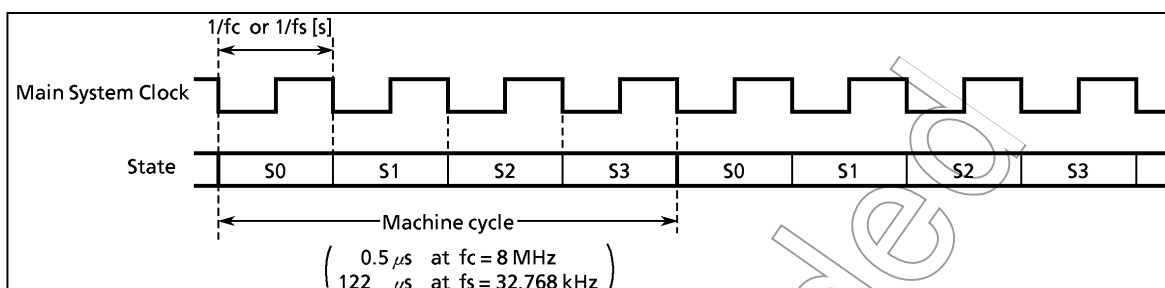 1/fc or 1/fs [s]
Main System Clock
State S0 S1 S2 S3 S0 S1 S2 S3
Machine cycle
0.5 μs at fc = 8 MHz
122 μs at fs = 32.768 kHz
ded